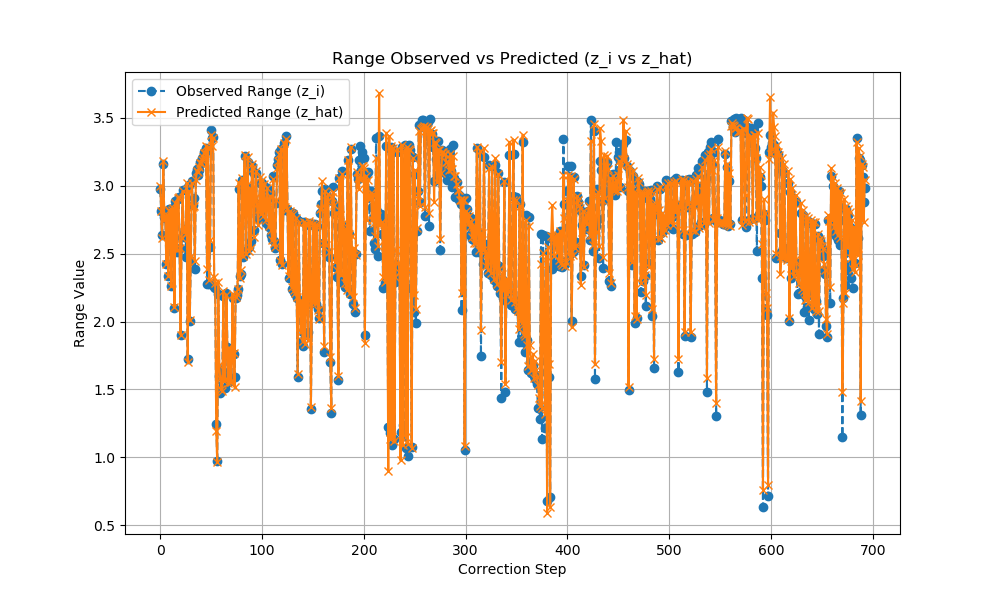 Range Observed vs Predicted (z_i vs z_hat)
Observed Range (z_i)
Predicted Range (z_hat)
Range Value
3.5
3.0
2.5
2.0
1.5
1.0
0.5
0 100 200 300 400 500 600 700
Correction Step